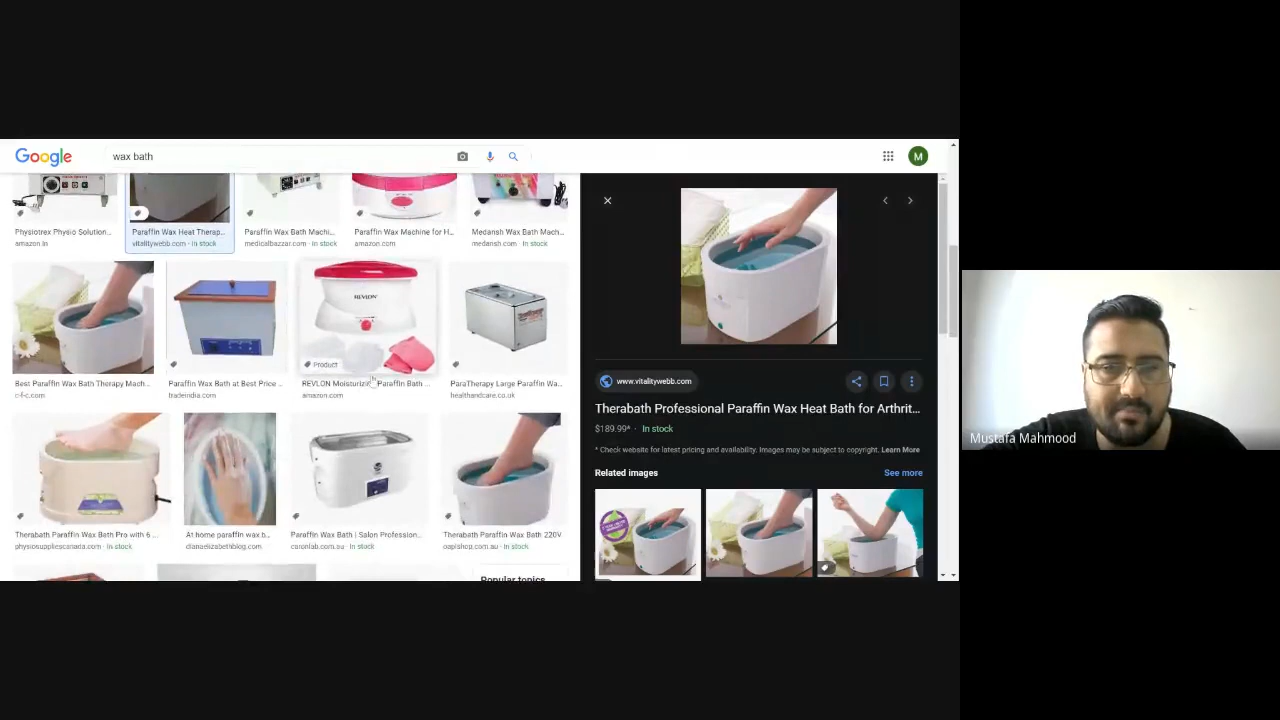 Google
wax bath
M
Physiotrex Physio Solution...
amazon.in
Paraffin Wax Heat Therap...
vitalitywebb.com · In stock
Paraffin Wax Bath Machi...
medicalbazzar.com · In stock
Paraffin Wax Machine for H...
amazon.com
Medansh Wax Bath Mach...
medansh.com · In stock
REVLON
Product
Best Paraffin Wax Bath Therapy Mach...
c-f-c.com
Paraffin Wax Bath at Best Price ...
tradeindia.com
REVLON Moisturizing Paraffin Bath ...
amazon.com
ParaTherapy Large Paraffin Wa...
healthandcare.co.uk
Therabath Paraffin Wax Bath Pro with 6 ...
physiosuppliescanada.com · In stock
At home paraffin wax b...
dianaelizabethblog.com
Paraffin Wax Bath | Salon Profession...
caronlab.com.au · In stock
Therabath Paraffin Wax Bath 220V
oapishop.com.au · In stock
Popular topics
www.vitalitywebb.com
Therabath Professional Paraffin Wax Heat Bath for Arthrit...
$189.99* · In stock
* Check website for latest pricing and availability. Images may be subject to copyright. Learn More
Related images
See more
Mustafa Mahmood